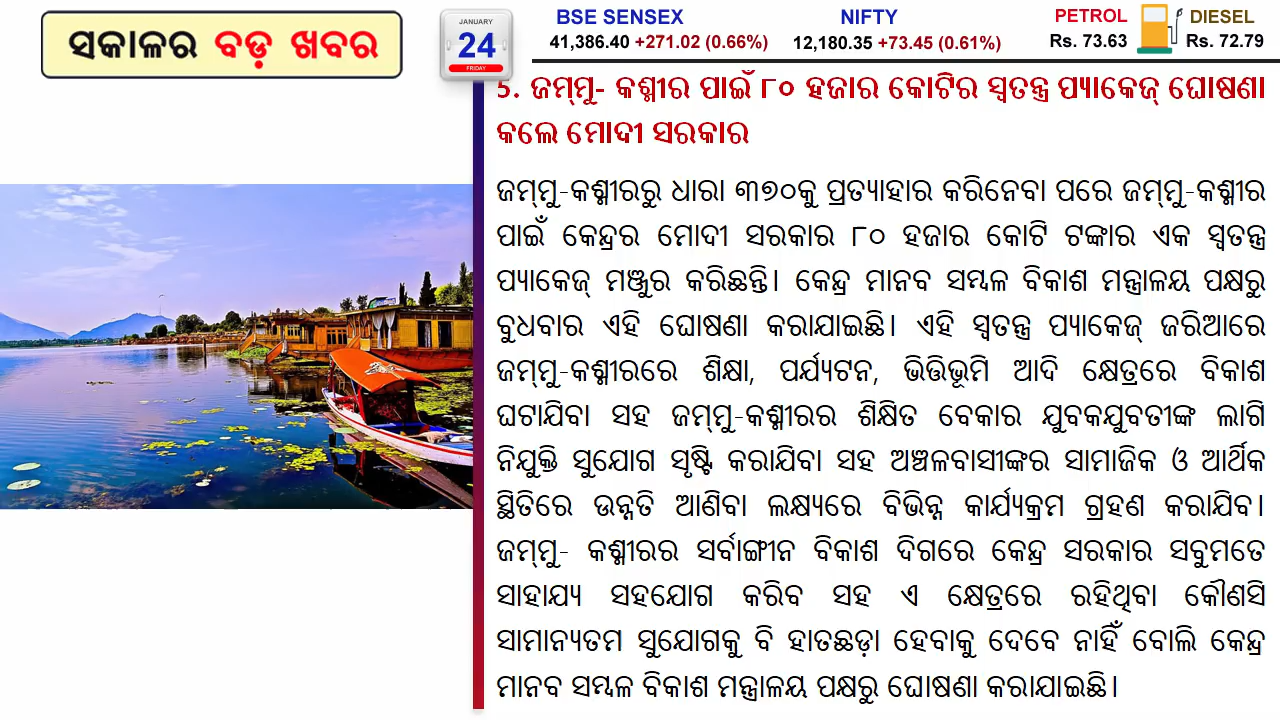 ସକାଳର ବଡ଼ ଖବର
JANUARY
24
FRIDAY
BSE SENSEX
41,386.40 +271.02 (0.66%)
NIFTY
12,180.35 +73.45 (0.61%)
PETROL
Rs. 73.63
DIESEL
Rs. 72.79
5. ଜମ୍ମୁ- କଶ୍ମୀର ପାଇଁ ୮୦ ହଜାର କୋଟିର ସ୍ୱତନ୍ତ୍ର ପ୍ୟାକେଜ୍ ଘୋଷଣା
କଲେ ମୋଦୀ ସରକାର
ଜମ୍ମୁ-କଶ୍ମୀରରୁ ଧାରା ୩୭୦କୁ ପ୍ରତ୍ୟାହାର କରିନେବା ପରେ ଜମ୍ମୁ-କଶ୍ମୀର
ପାଇଁ କେନ୍ଦ୍ରର ମୋଦୀ ସରକାର ୮୦ ହଜାର କୋଟି ଟଙ୍କାର ଏକ ସ୍ୱତନ୍ତ୍ର
ପ୍ୟାକେଜ୍ ମଞ୍ଜୁର କରିଛନ୍ତି। କେନ୍ଦ୍ର ମାନବ ସମ୍ବଳ ବିକାଶ ମନ୍ତ୍ରାଳୟ ପକ୍ଷରୁ
ବୁଧବାର ଏହି ଘୋଷଣା କରାଯାଇଛି। ଏହି ସ୍ୱତନ୍ତ୍ର ପ୍ୟାକେଜ୍ ଜରିଆରେ
ଜମ୍ମୁ-କଶ୍ମୀରରେ ଶିକ୍ଷା, ପର୍ଯ୍ୟଟନ, ଭିତ୍ତିଭୂମି ଆଦି କ୍ଷେତ୍ରରେ ବିକାଶ
ଘଟାଯିବା ସହ ଜମ୍ମୁ-କଶ୍ମୀରର ଶିକ୍ଷିତ ବେକାର ଯୁବକଯୁବତୀଙ୍କ ଲାଗି
ନିଯୁକ୍ତି ସୁଯୋଗ ସୃଷ୍ଟି କରାଯିବା ସହ ଅଞ୍ଚଳବାସୀଙ୍କର ସାମାଜିକ ଓ ଆର୍ଥିକ
ସ୍ଥିତିରେ ଉନ୍ନତି ଆଣିବା ଲକ୍ଷ୍ୟରେ ବିଭିନ୍ନ କାର୍ଯ୍ୟକ୍ରମ ଗ୍ରହଣ କରାଯିବ।
ଜମ୍ମୁ- କଶ୍ମୀରର ସର୍ବାଙ୍ଗୀନ ବିକାଶ ଦିଗରେ କେନ୍ଦ୍ର ସରକାର ସବୁମତେ
ସାହାଯ୍ୟ ସହଯୋଗ କରିବ ସହ ଏ କ୍ଷେତ୍ରରେ ରହିଥିବା କୌଣସି
ସାମାନ୍ୟତମ ସୁଯୋଗକୁ ବି ହାତଛଡ଼ା ହେବାକୁ ଦେବେ ନାହିଁ ବୋଲି କେନ୍ଦ୍ର
ମାନବ ସମ୍ବଳ ବିକାଶ ମନ୍ତ୍ରାଳୟ ପକ୍ଷରୁ ଘୋଷଣା କରାଯାଇଛି।